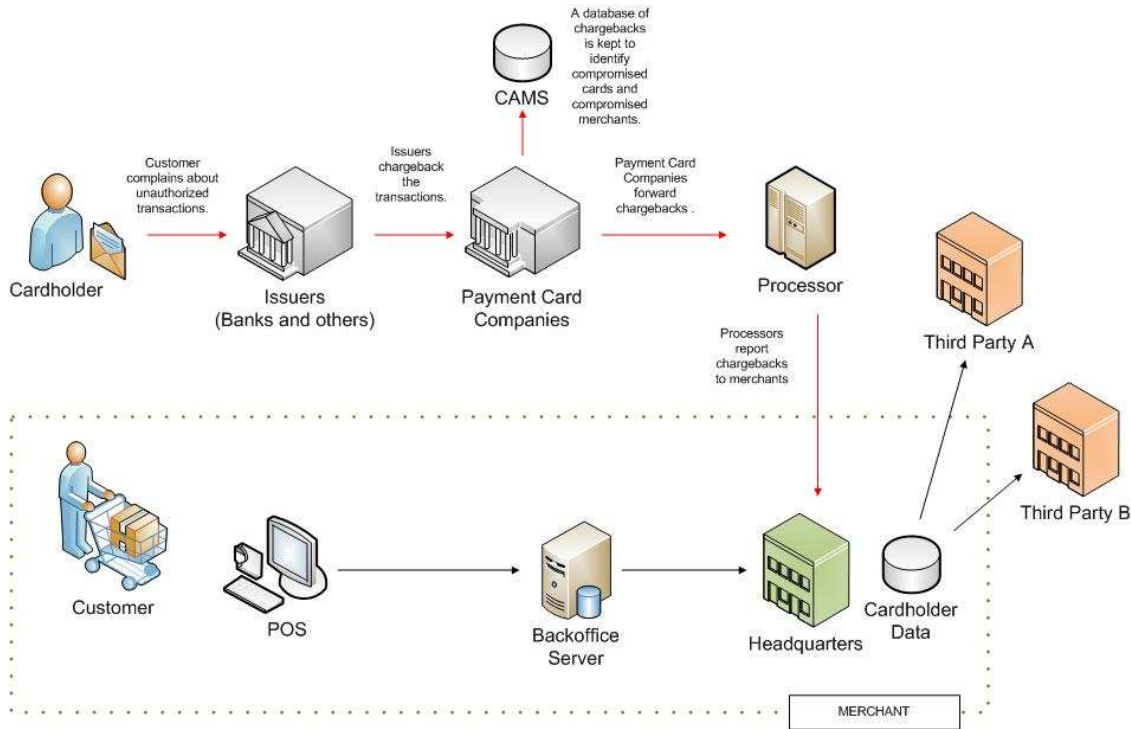 A database of
chargebacks
is kept to
identify
compromised
cards and
compromised
merchants.
CAMS
Customer
complains about
unauthorized
transactions.
Issuers
chargeback
the
transactions.
Payment Card
Companies
forward
chargebacks .
Cardholder
Issuers
(Banks and others)
Payment Card
Companies
Processor
Third Party A
Processors
report
chargebacks
to merchants
Third Party B
Customer
POS
Backoffice
Server
Headquarters
Cardholder
Data
MERCHANT